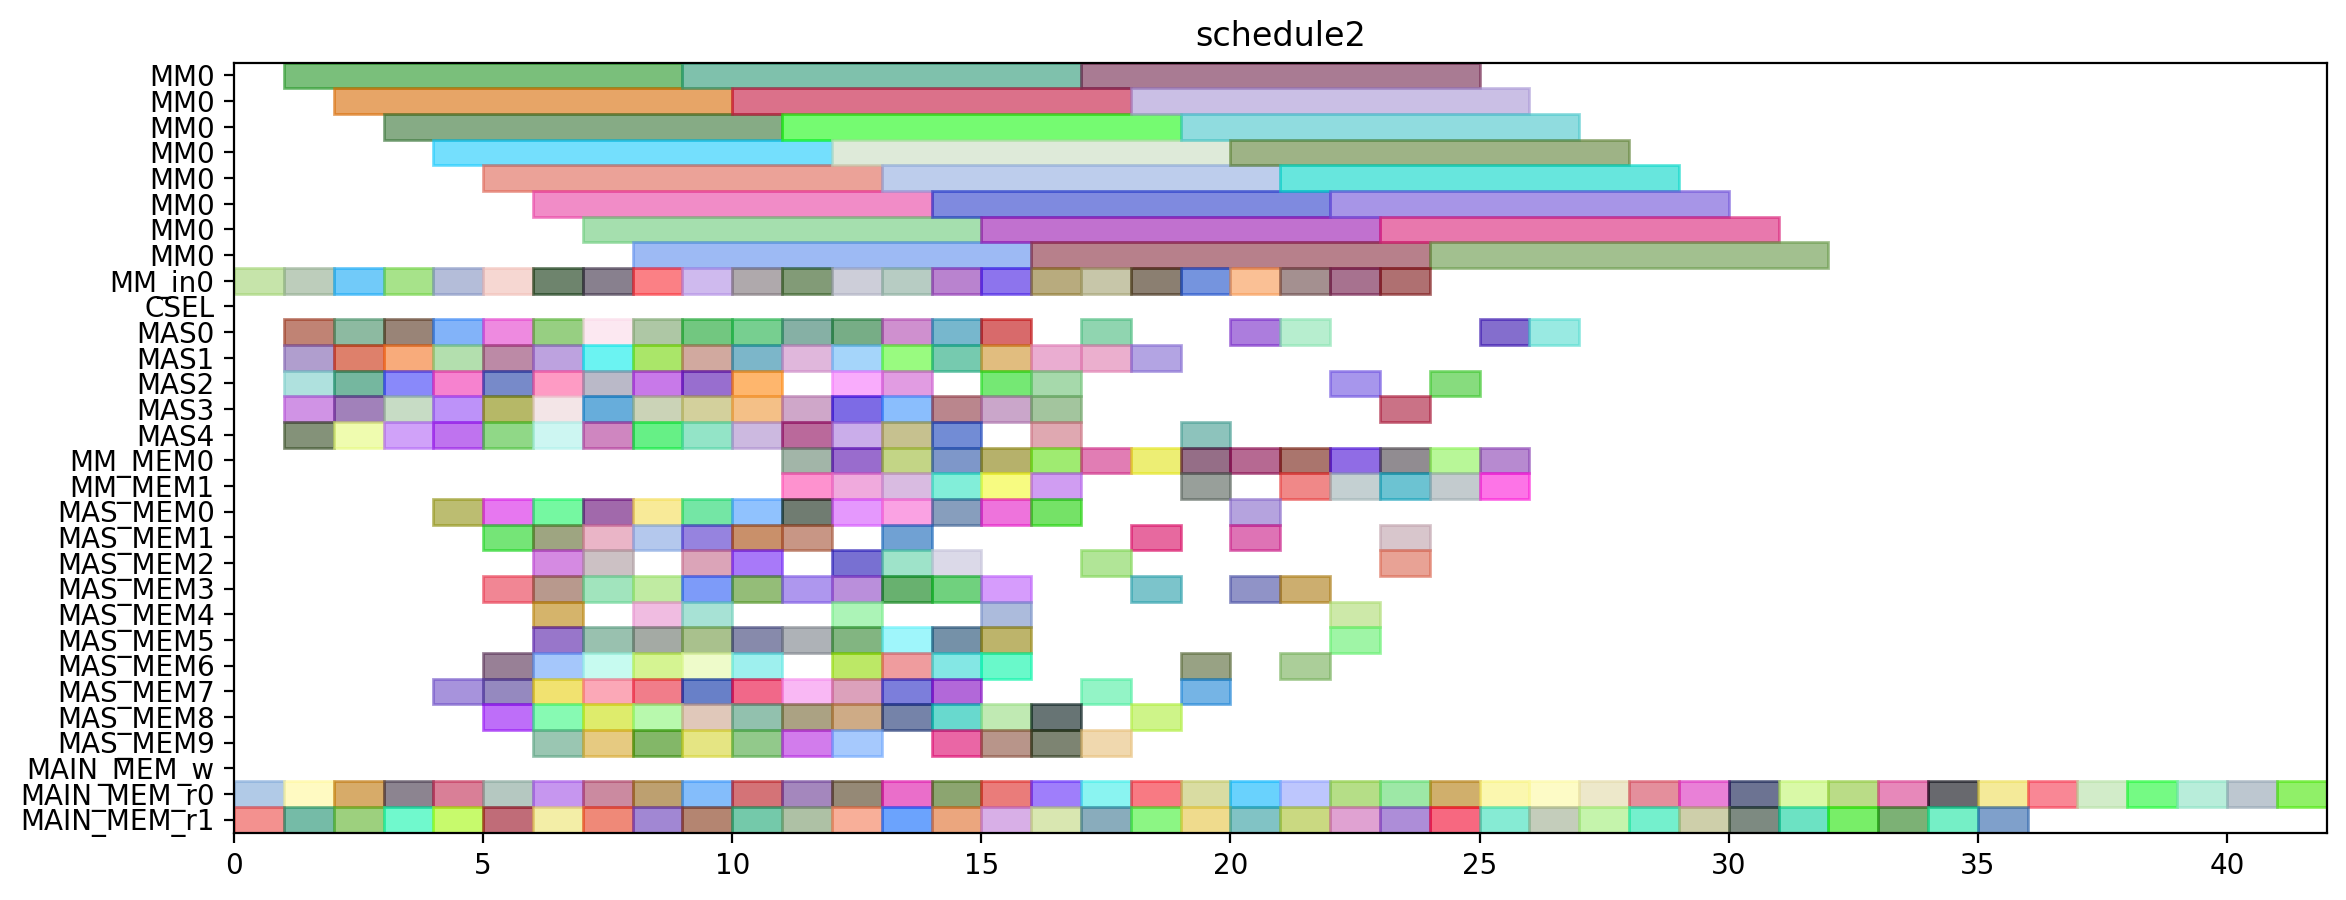 schedule2
MM0
MM0
MM0
MM0
MM0
MM0
MM0
MM0
MM_in0
CSEL
MAS0
MAS1
MAS2
MAS3
MAS4
MM_MEM0
MM_MEM1
MAS_MEM0
MAS_MEM1
MAS_MEM2
MAS_MEM3
MAS_MEM4
MAS_MEM5
MAS_MEM6
MAS_MEM7
MAS_MEM8
MAS_MEM9
MAIN_MEM_w
MAIN_MEM_r0
MAIN_MEM_r1
0 5 10 15 20 25 30 35 40